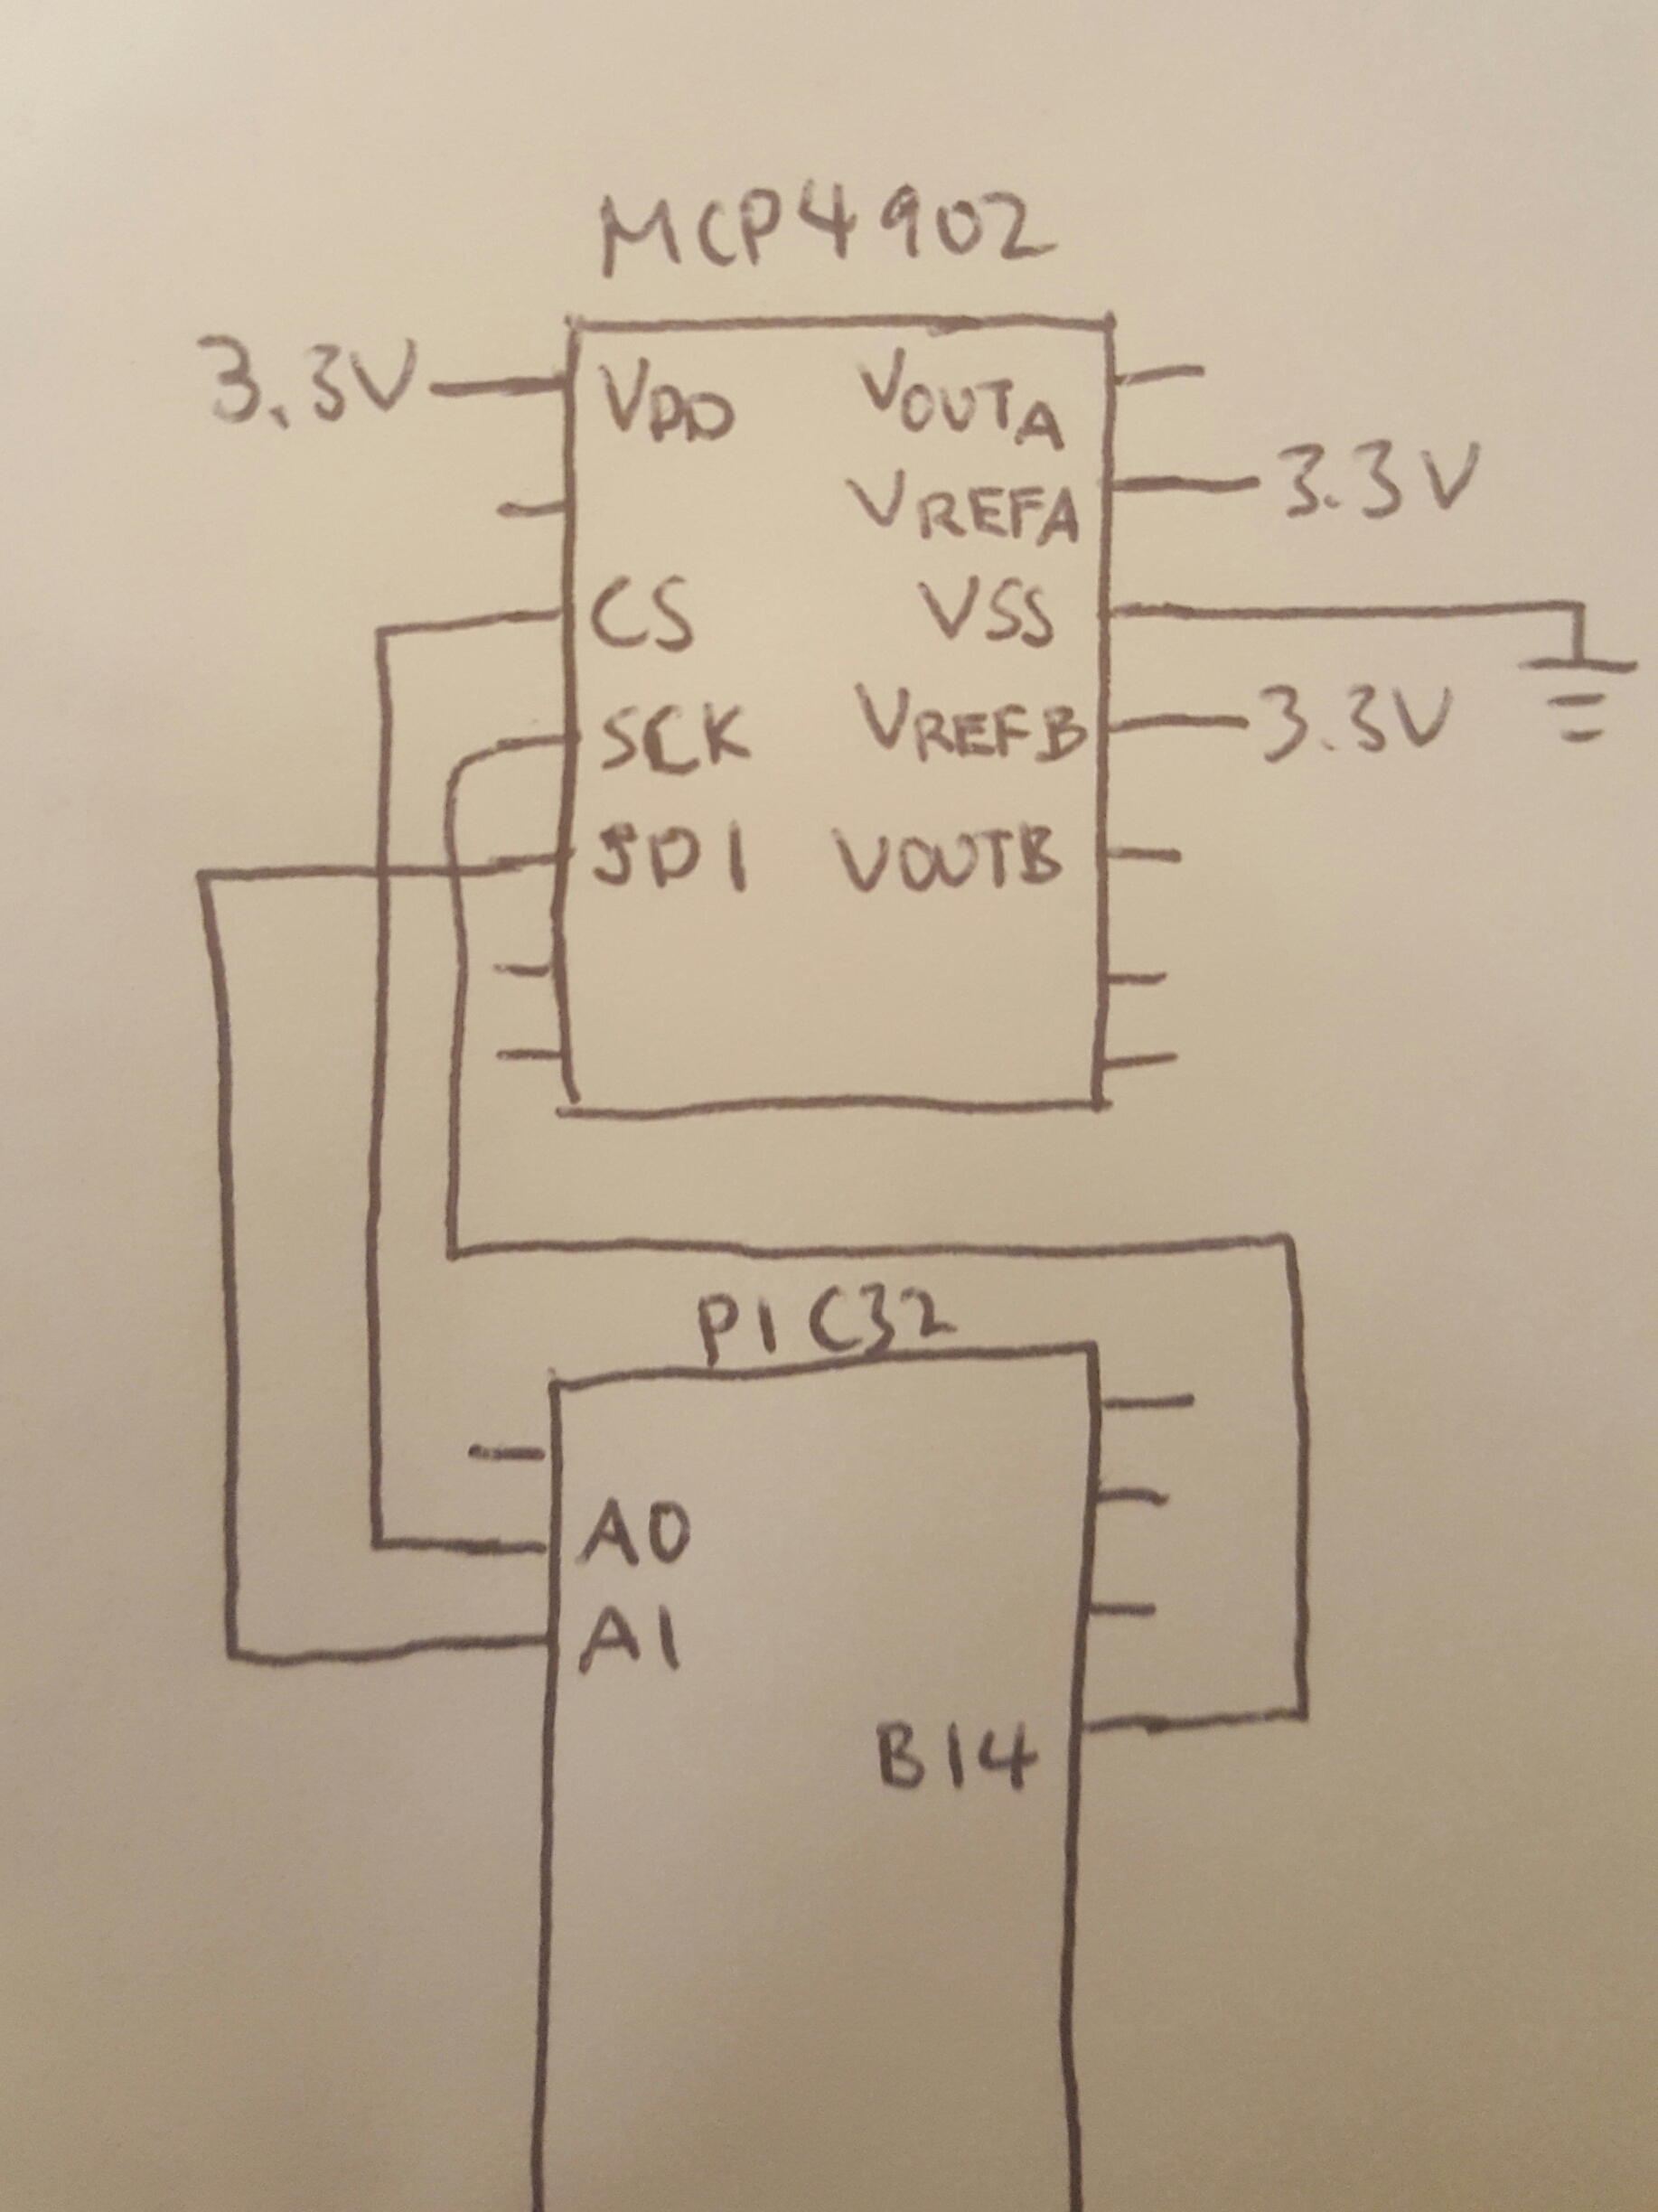 MCP4902
3.3V VDD VOUTA
VREFA 3.3V
CS VSS
SCK VREFB 3.3V
SDI VOUTB
PIC32
A0
A1
B14